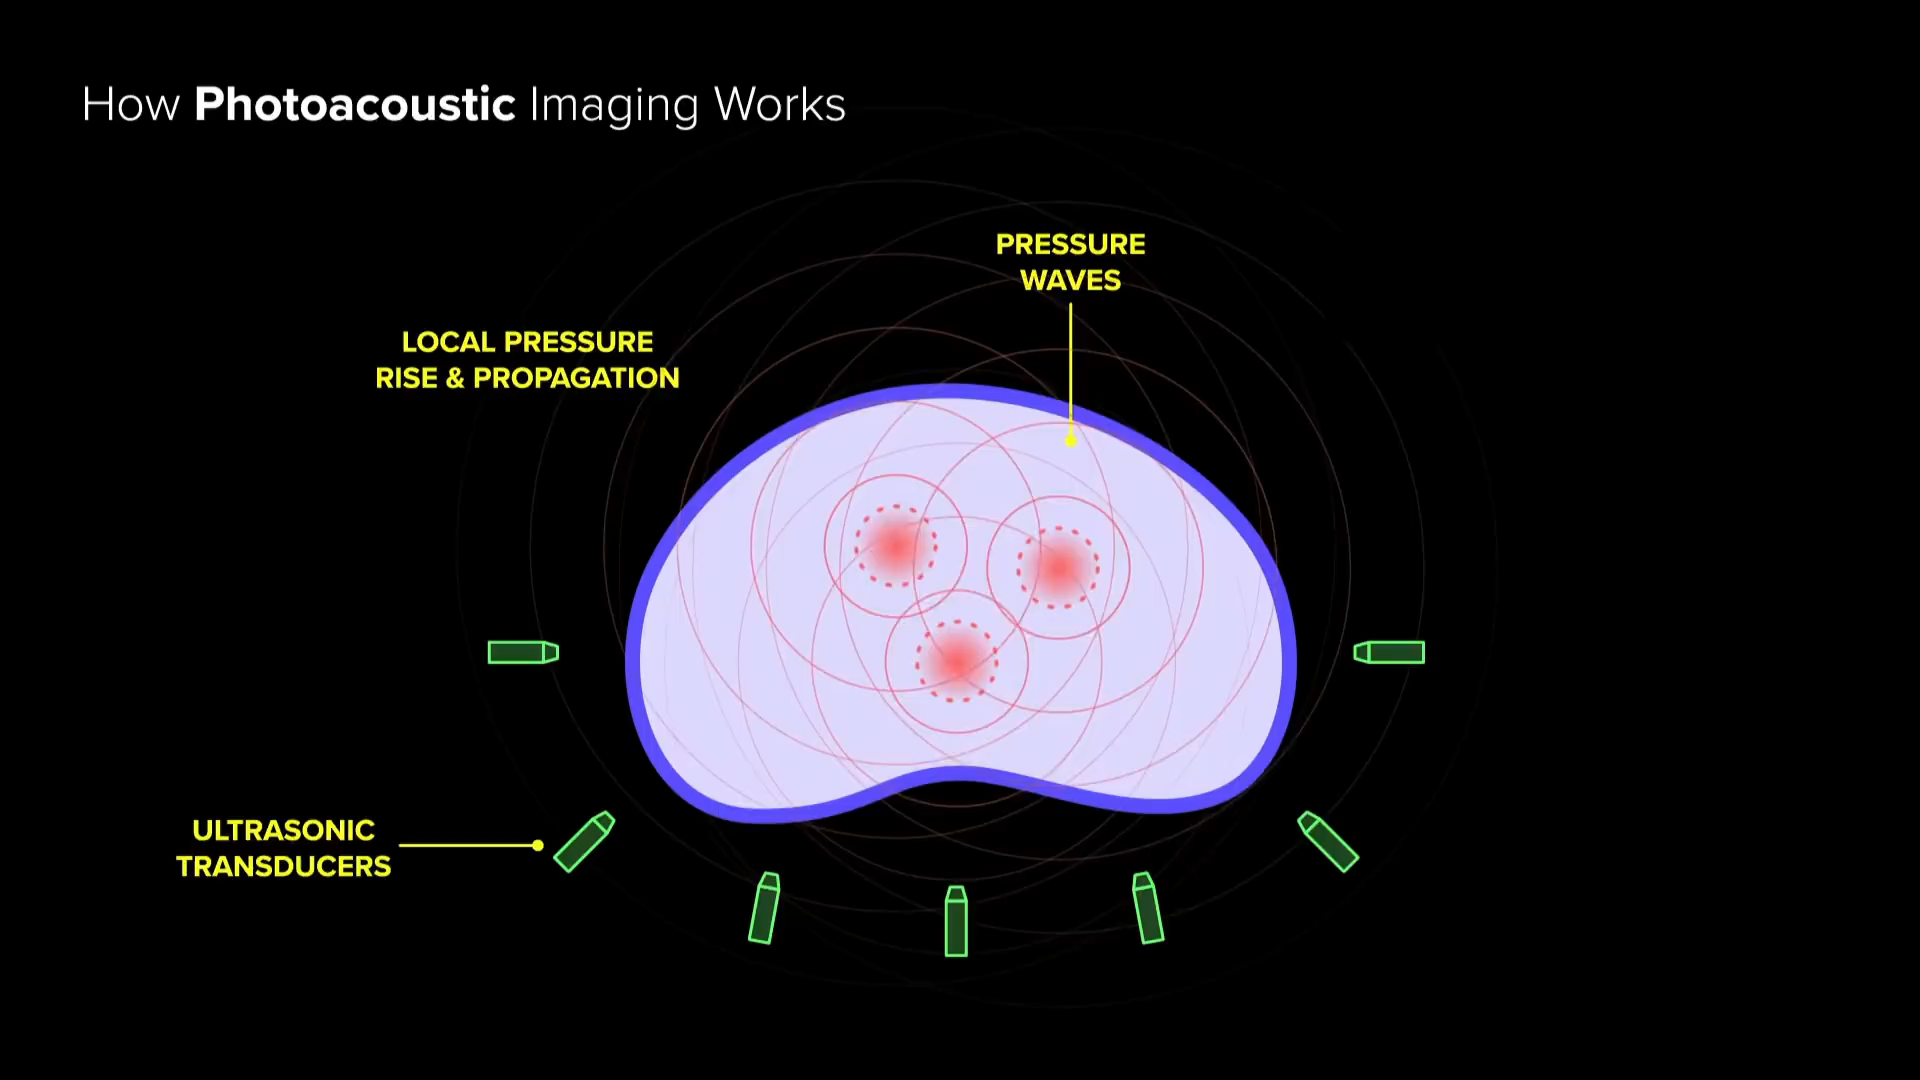 How Photoacoustic Imaging Works
PRESSURE
WAVES
LOCAL PRESSURE
RISE & PROPAGATION
ULTRASONIC
TRANSDUCERS